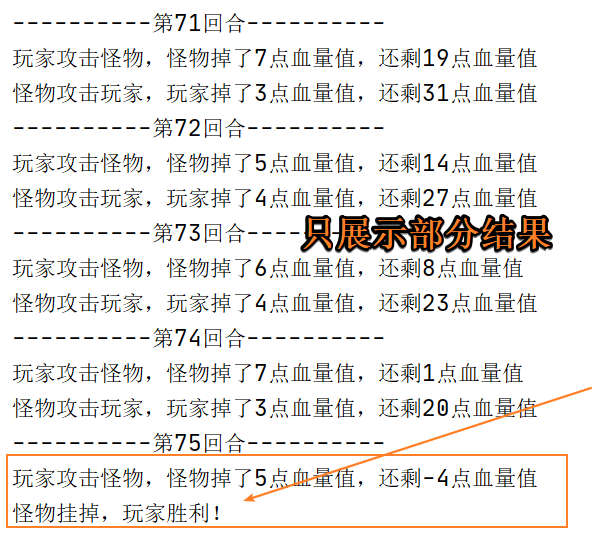 ----------第71回合----------
玩家攻击怪物，怪物掉了7点血量值，还剩19点血量值
怪物攻击玩家，玩家掉了3点血量值，还剩31点血量值
----------第72回合----------
玩家攻击怪物，怪物掉了5点血量值，还剩14点血量值
怪物攻击玩家，玩家掉了4点血量值，还剩27点血量值
----------第73回合----
只展示部分结果
玩家攻击怪物，怪物掉了6点血量值，还剩8点血量值
怪物攻击玩家，玩家掉了4点血量值，还剩23点血量值
----------第74回合----------
玩家攻击怪物，怪物掉了7点血量值，还剩1点血量值
怪物攻击玩家，玩家掉了3点血量值，还剩20点血量值
----------第75回合----------
玩家攻击怪物，怪物掉了5点血量值，还剩-4点血量值
怪物挂掉，玩家胜利！